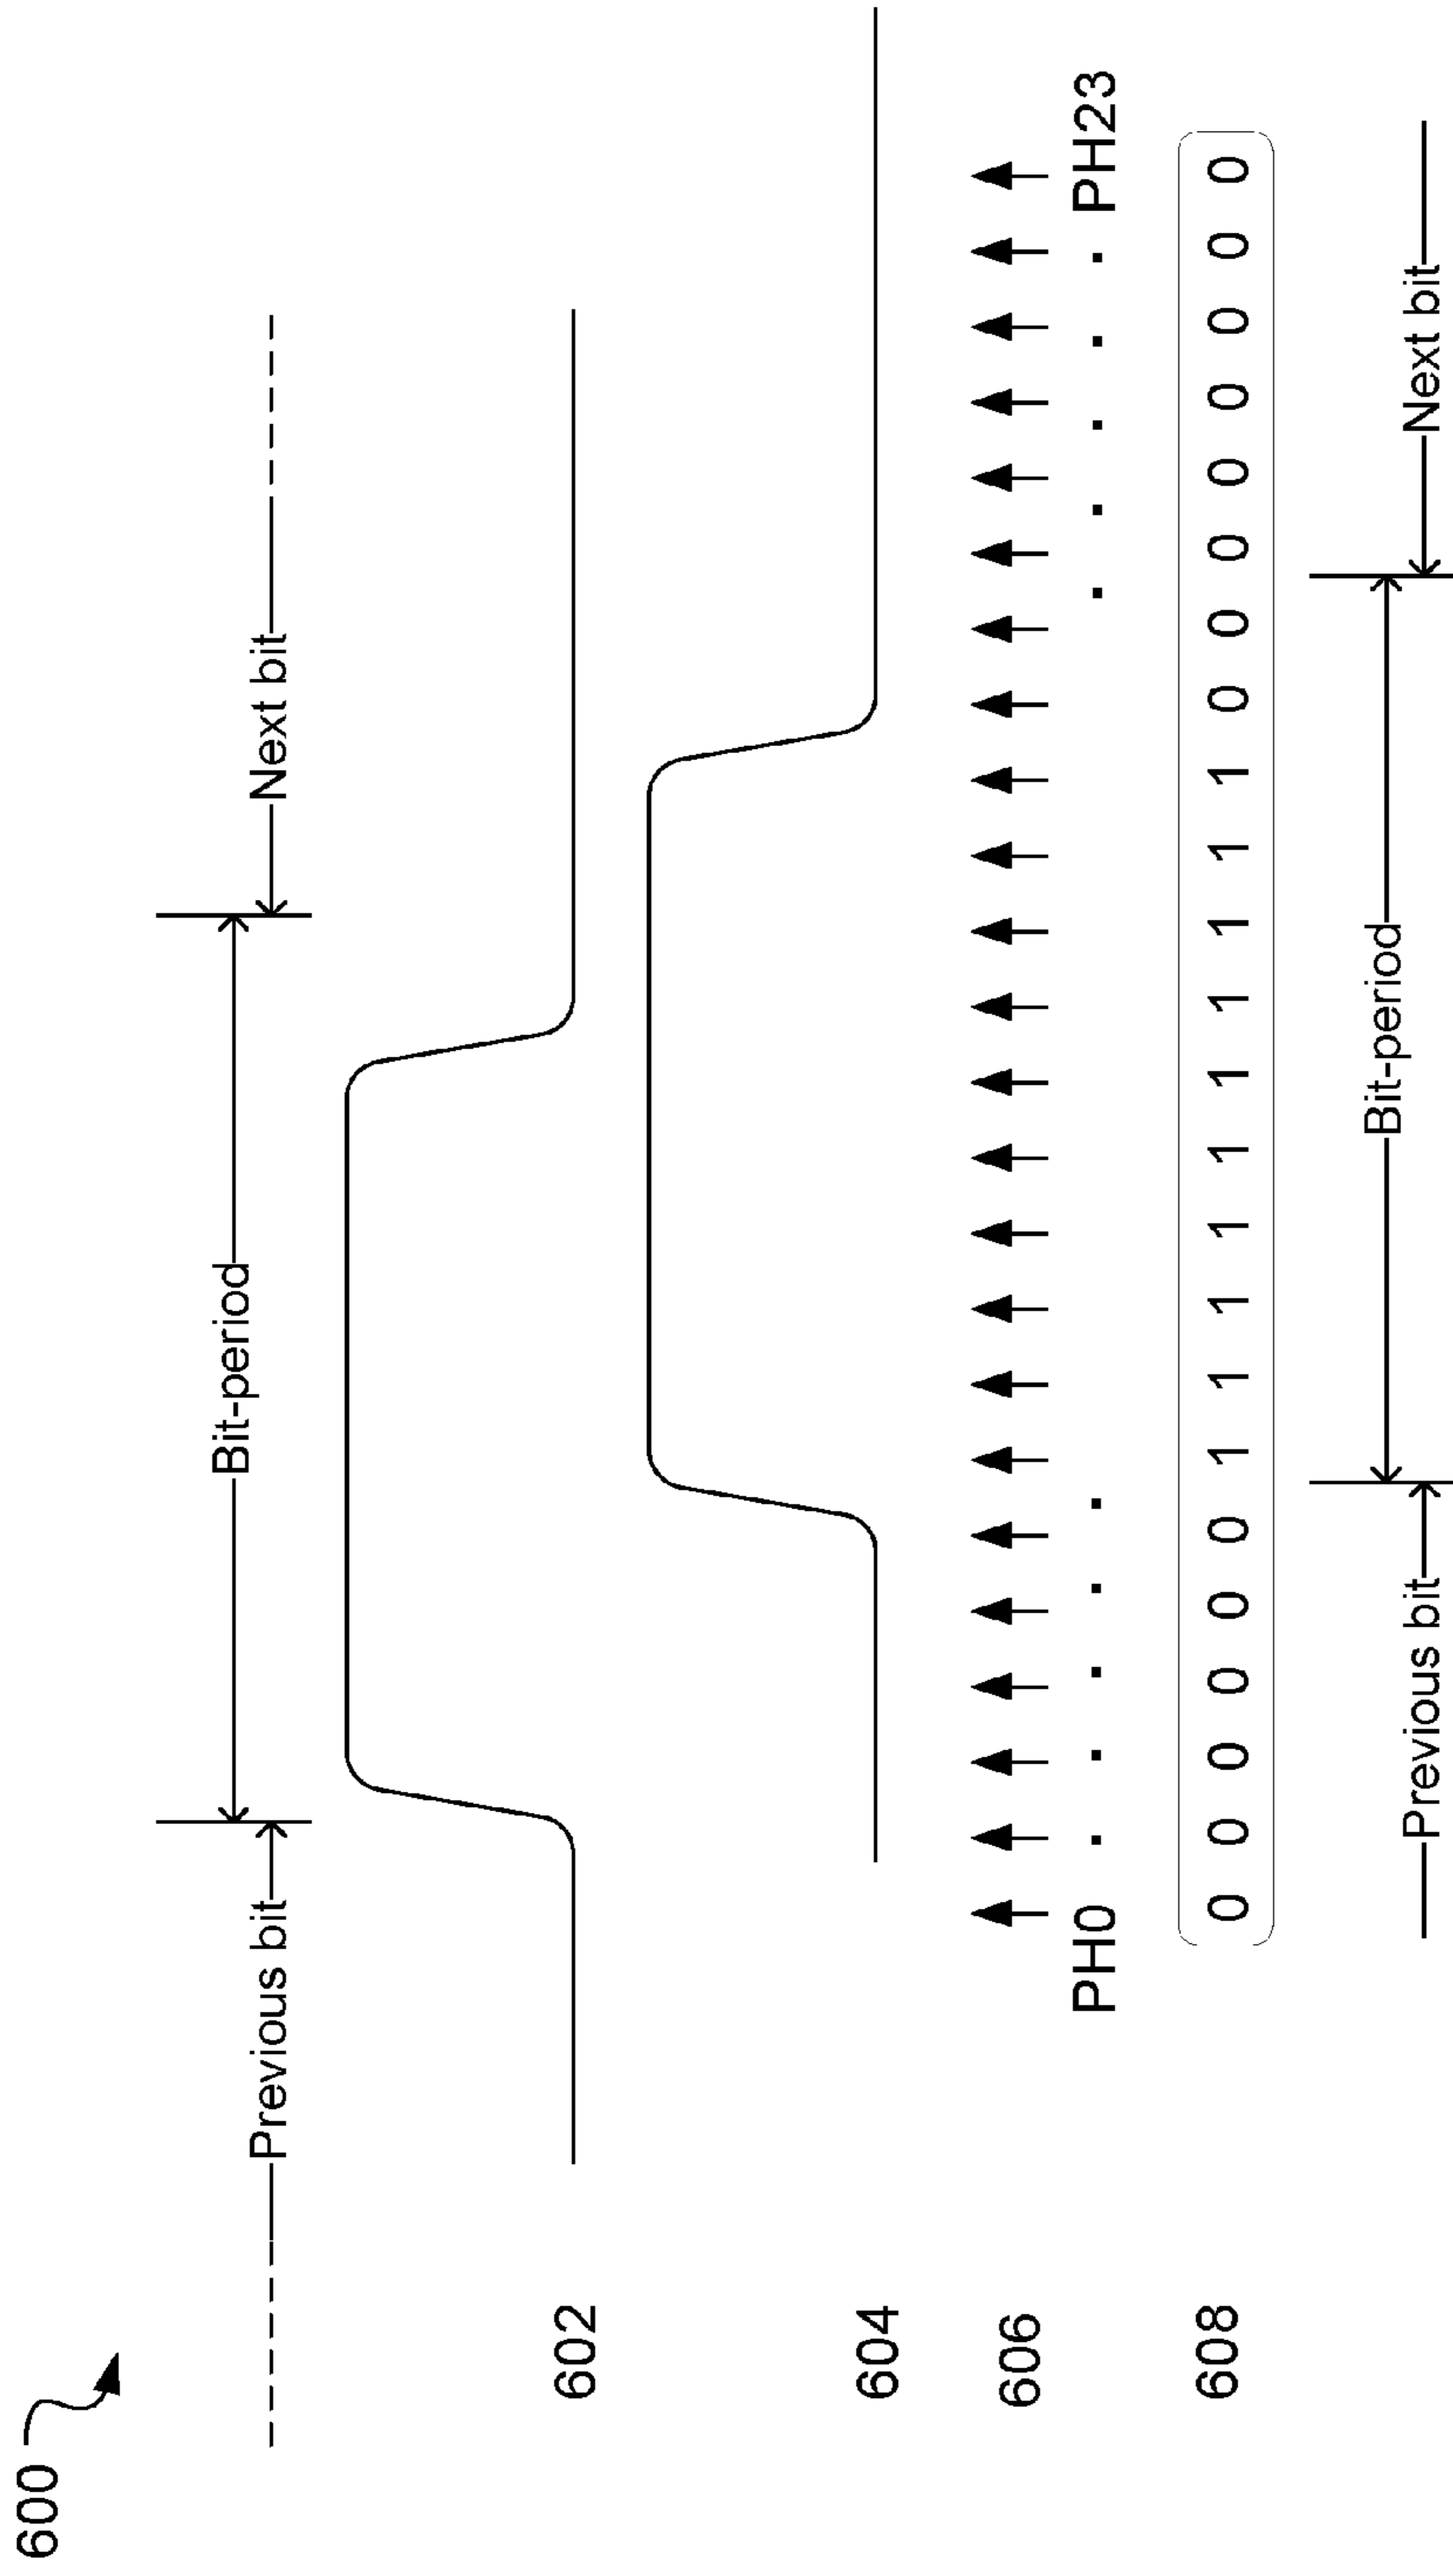 600
Bit-period
Previous bit Next bit
602
604
606
PH0 . . . . . . . . . . PH23
608 0 0 0 0 0 0 1 1 1 1 1 1 1 1 1 1 0 0 0 0 0 0 0 0
Bit-period
Previous bit Next bit